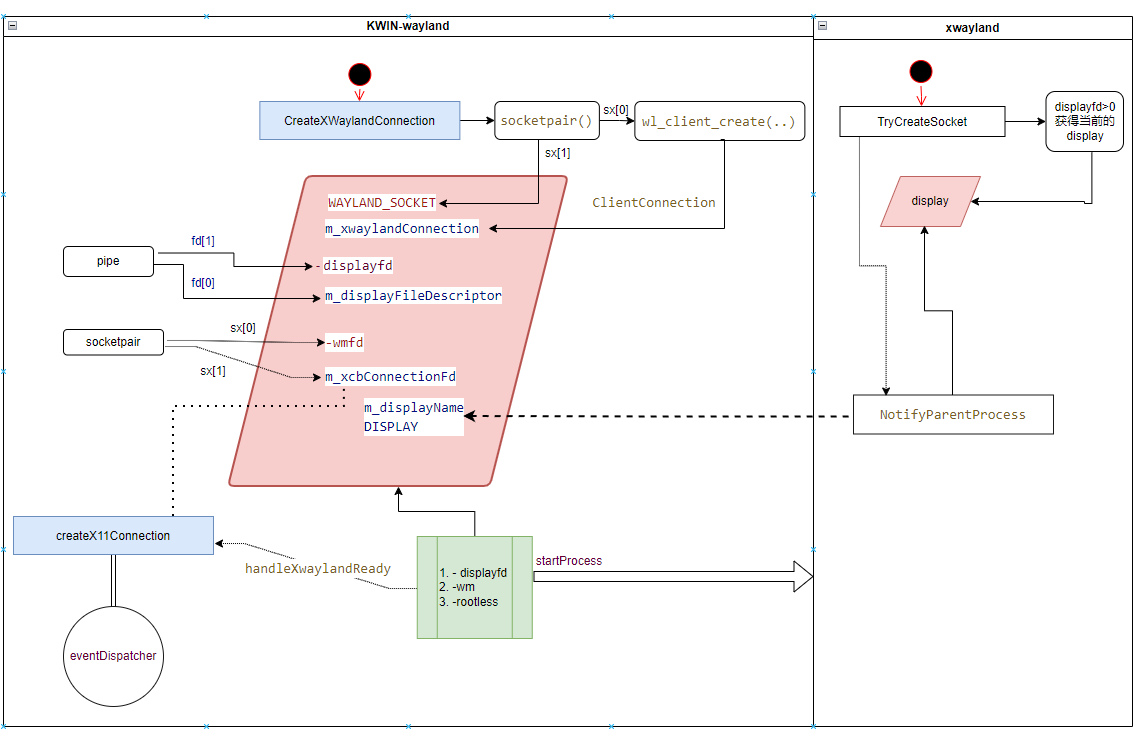 KWIN-wayland
xwayland
CreateXWaylandConnection
socketpair()
sx[0]
wl_client_create(..)
sx[1]
WAYLAND_SOCKET
ClientConnection
m_xwaylandConnection
pipe
fd[1]
fd[0]
-displayfd
m_displayFileDescriptor
socketpair
sx[0]
sx[1]
-wmfd
m_xcbConnectionFd
m_displayName
DISPLAY
createX11Connection
handleXwaylandReady
1. - displayfd
2. -wm
3. -rootless
startProcess
eventDispatcher
TryCreateSocket
displayfd>0
获得当前的
display
display
NotifyParentProcess